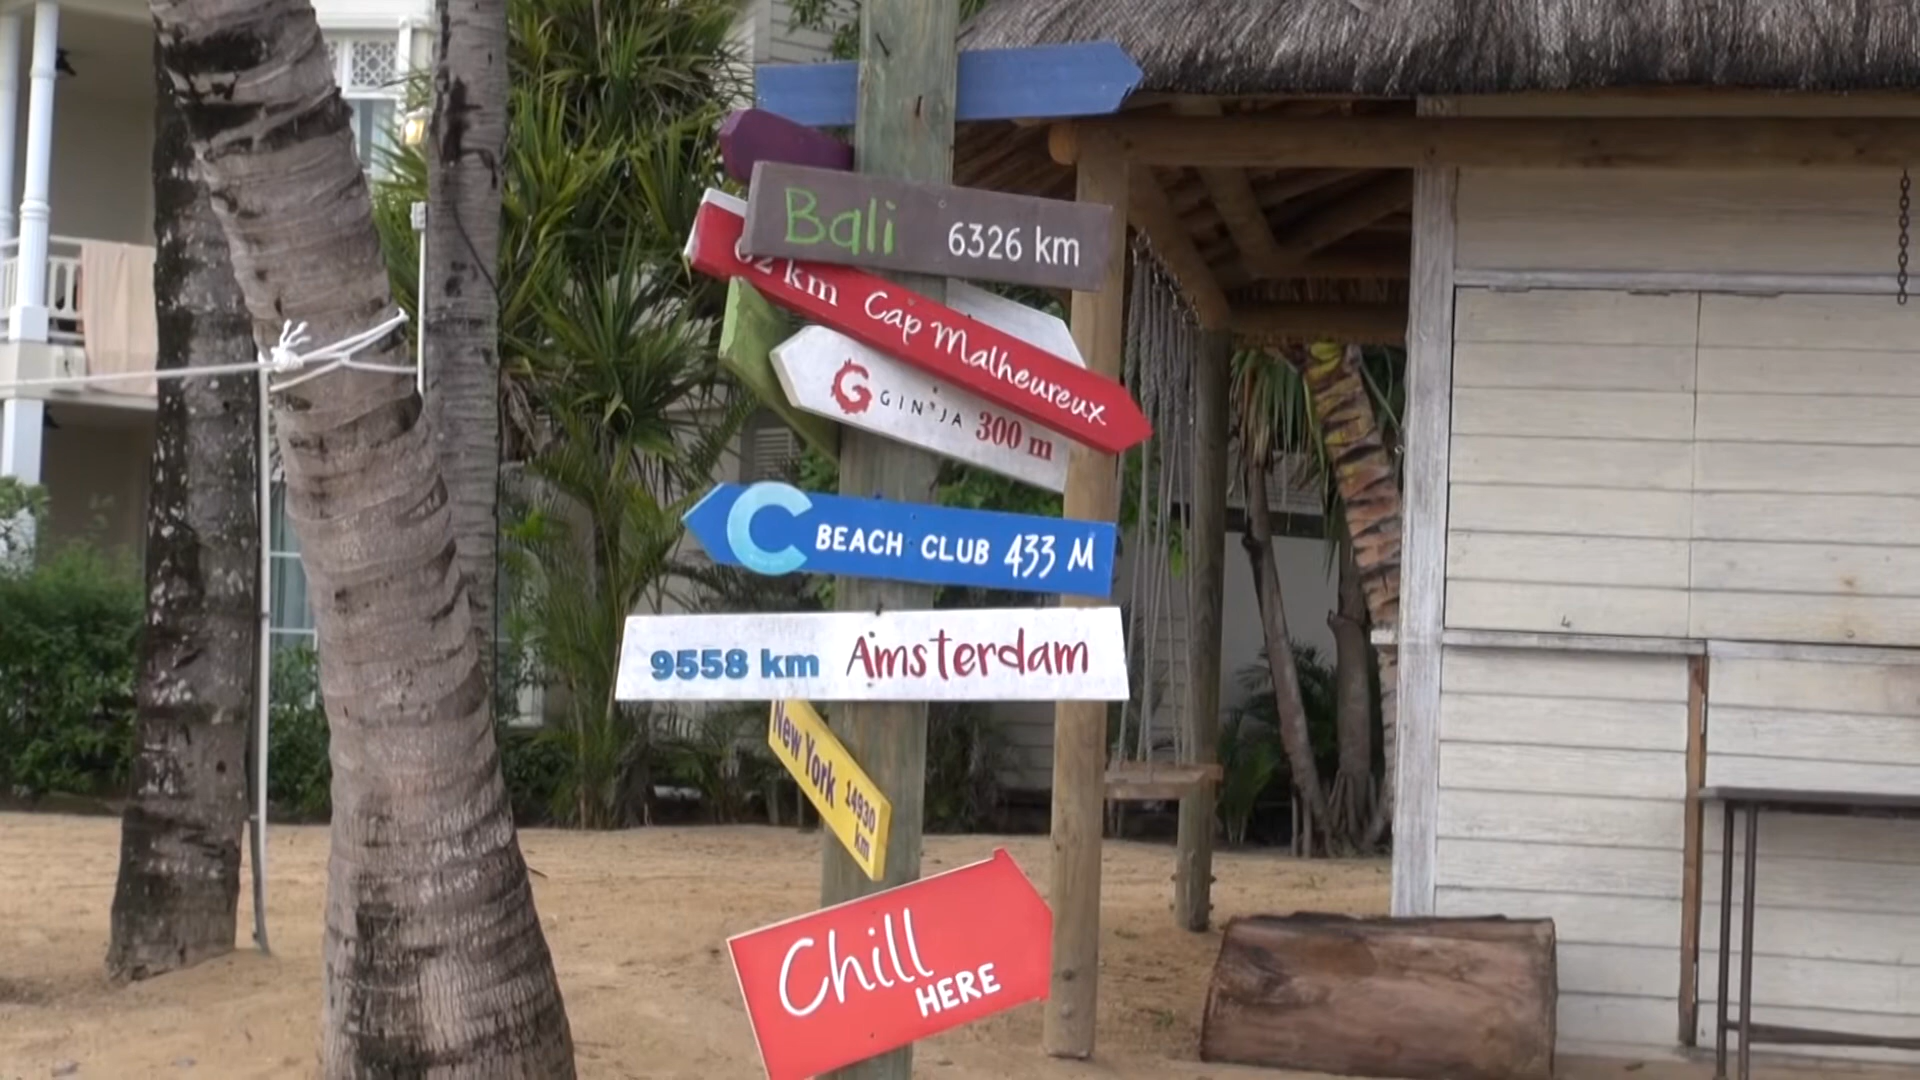 Bali 6326 km
62 km Cap Malheureux
G GIN'JA 300 m
C BEACH CLUB 433 M
9558 km Amsterdam
New York 14930 km
Chill
HERE